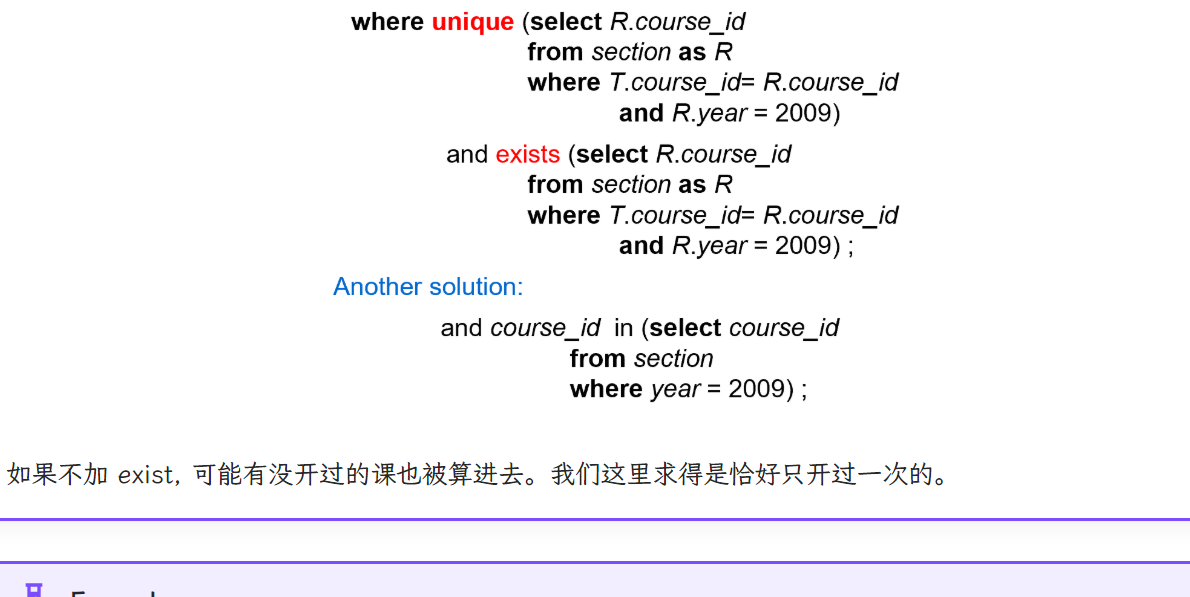 where unique (select R.course_id
from section as R
where T.course_id= R.course_id
and R.year = 2009)
and exists (select R.course_id
from section as R
where T.course_id= R.course_id
and R.year = 2009) ;
Another solution:
and course_id in (select course_id
from section
where year = 2009) ;
如果不加 exist, 可能有没开过的课也被算进去。我们这里求得是恰好只开过一次的。